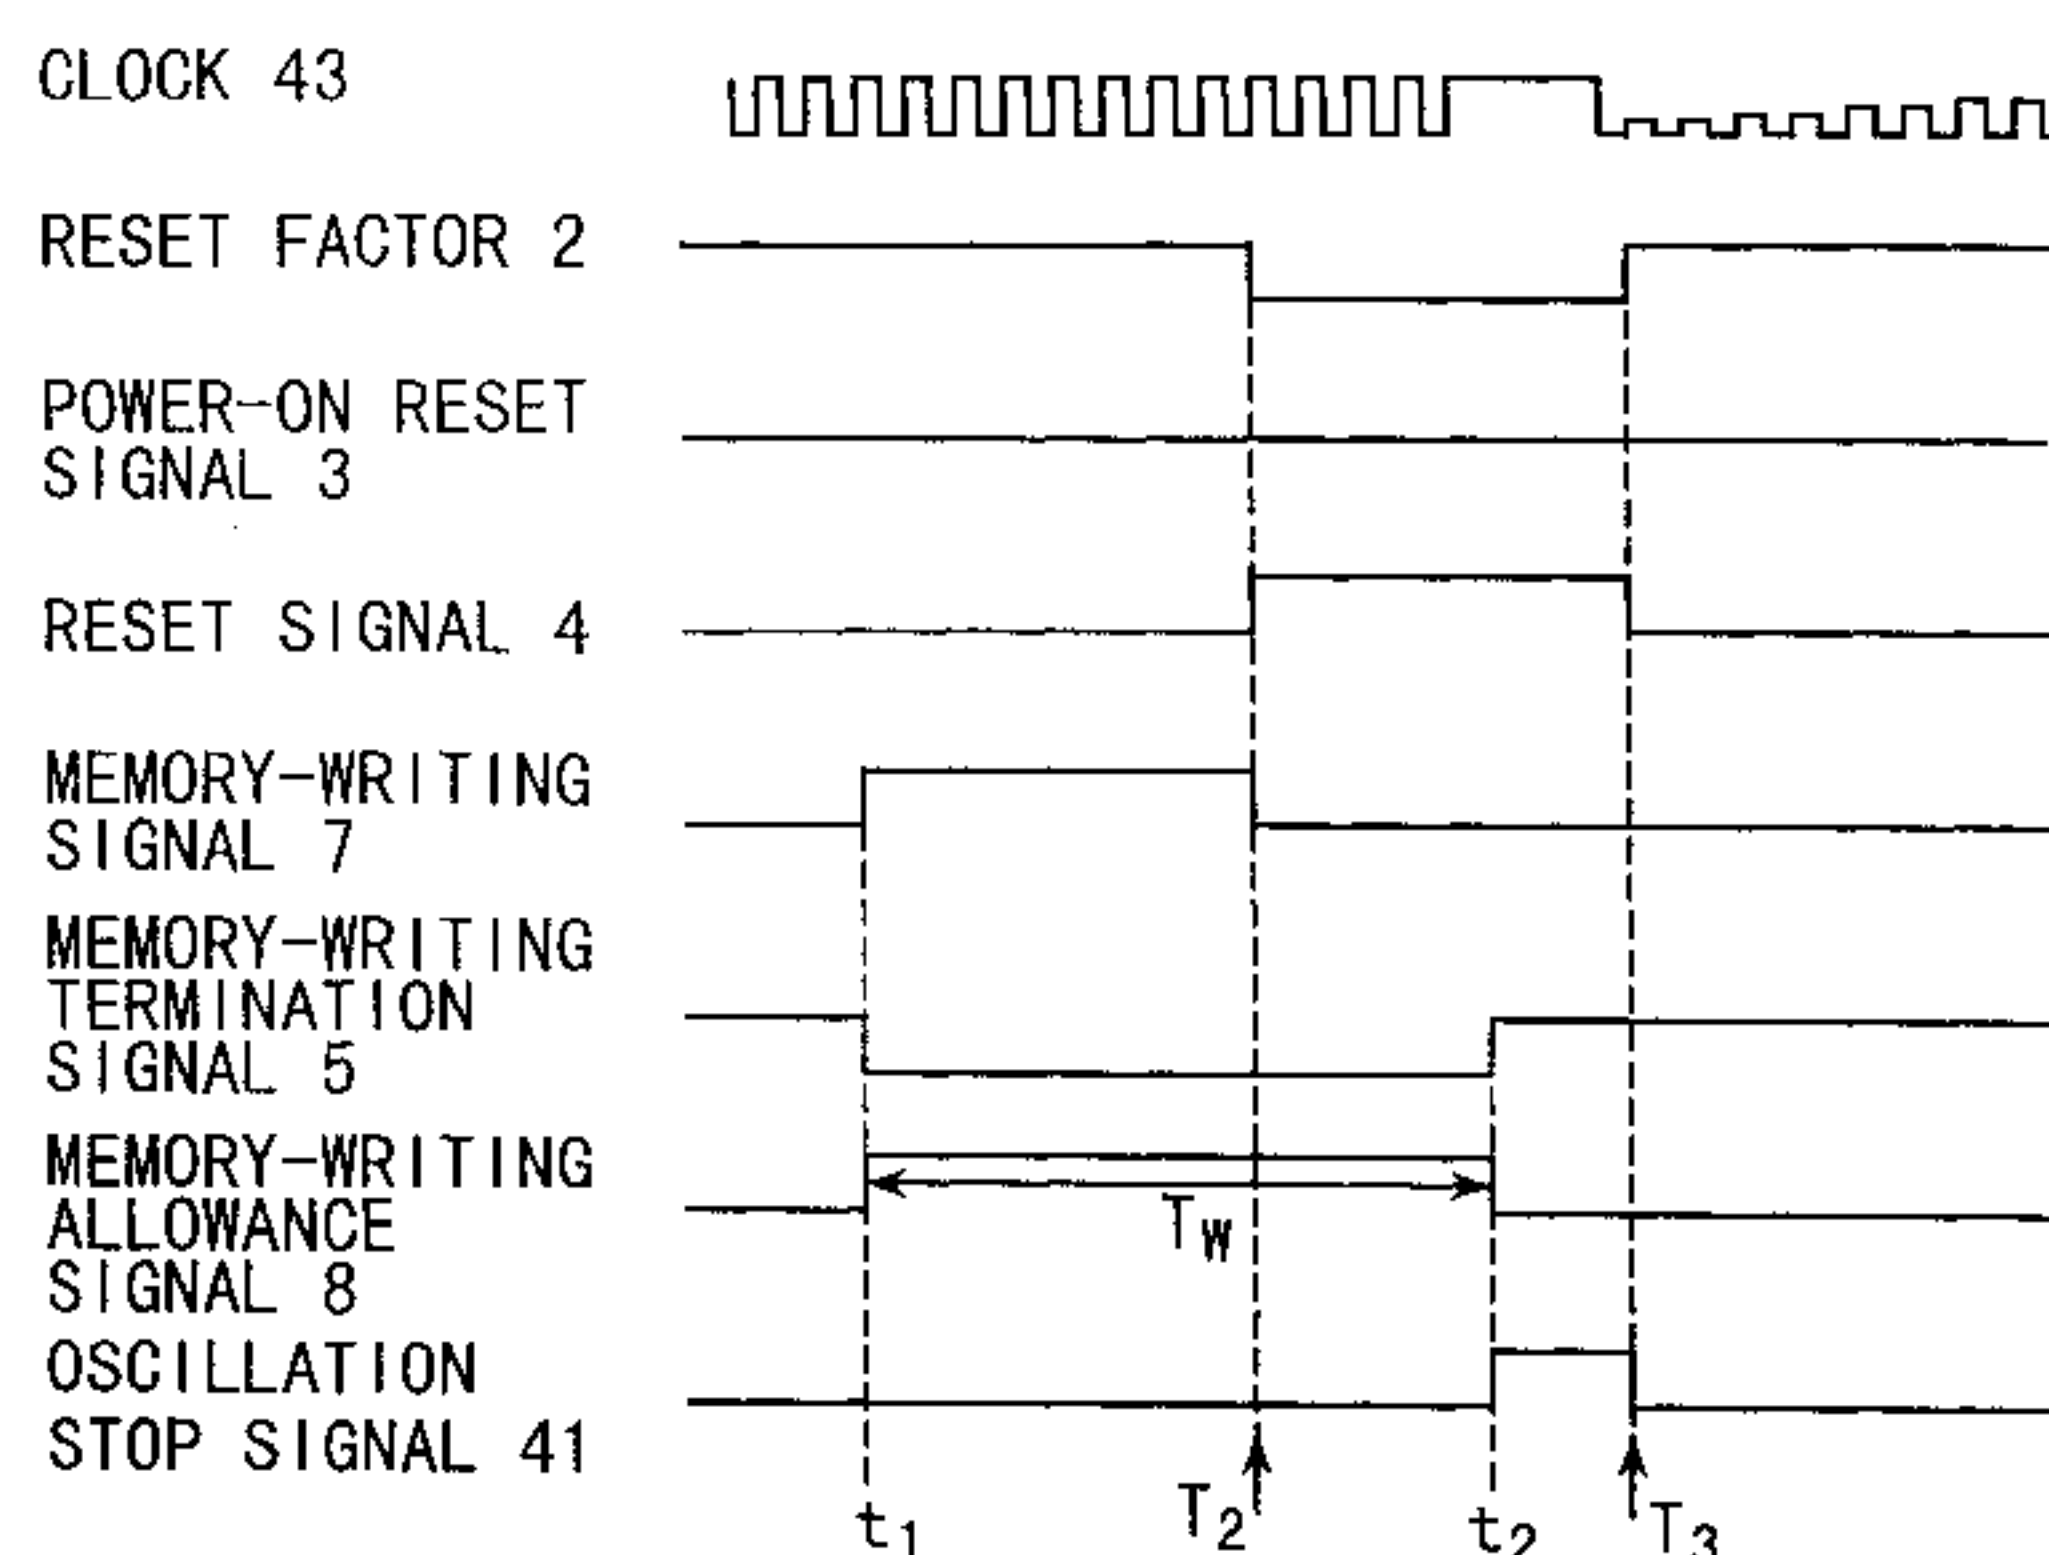 CLOCK 43
RESET FACTOR 2
POWER-ON RESET
SIGNAL 3
RESET SIGNAL 4
MEMORY-WRITING
SIGNAL 7
MEMORY-WRITING
TERMINATION
SIGNAL 5
MEMORY-WRITING
ALLOWANCE
SIGNAL 8
TW
OSCILLATION
STOP SIGNAL 41
t1 T2 t2 T3